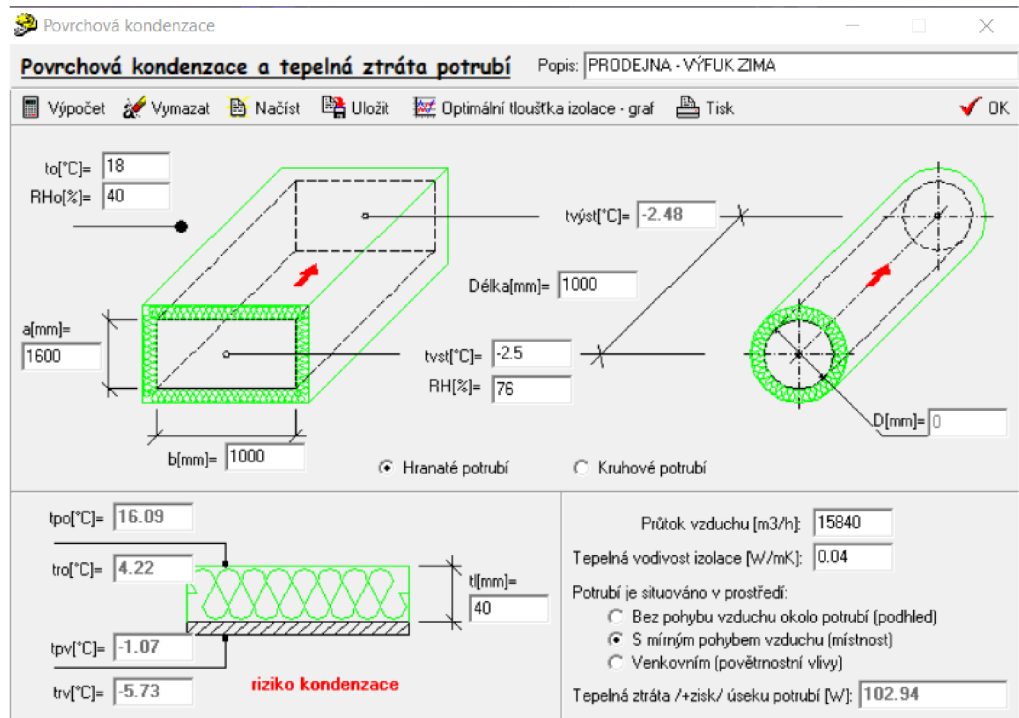 Povrchová kondenzace
Povrchová kondenzace a tepelná ztráta potrubí Popis: PRODEJNA - VÝFUK ZIMA
Výpočet Vymazat Načíst Uložit Optimální tloušťka izolace - graf Tisk OK
to[°C]= 18
RHo[%]= 40
tvýst[°C]= -2.48
Délka[mm]= 1000
a[mm]=
1600
tvst[°C]= -2.5
RH[%]= 76
D[mm]= 0
b[mm]= 1000
Hranaté potrubí Kruhové potrubí
tpo[°C]= 16.09
tro[°C]= 4.22
tl[mm]=
40
tpv[°C]= -1.07
trv[°C]= -5.73
riziko kondenzace
Průtok vzduchu [m3/h]: 15840
Tepelná vodivost izolace [W/mK]: 0.04
Potrubí je situováno v prostředí:
Bez pohybu vzduchu okolo potrubí (podhled)
S mírným pohybem vzduchu (místnost)
Venkovním (povětrnostní vlivy)
Tepelná ztráta /+zisk/ úseku potrubí [W]: 102.94